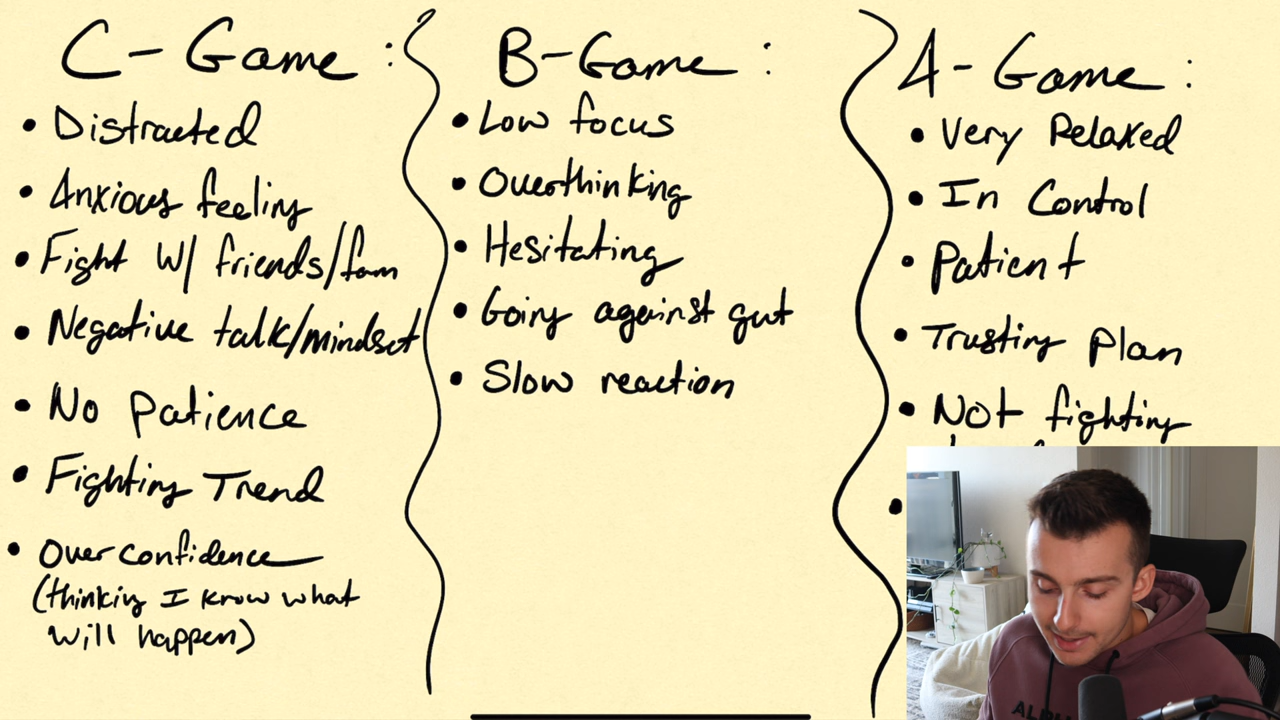 C-Game:
• Distracted
• Anxious feeling
• Fight w/ friends/fam
• Negative talk/mindset
• No Patience
• Fighting Trend
• Overconfidence
(thinking I know what
will happen)
B-Game:
• Low focus
• Overthinking
• Hesitating
• Going against gut
• Slow reaction
A-Game:
• Very Relaxed
• In Control
• Patient
• Trusting Plan
• Not fighting